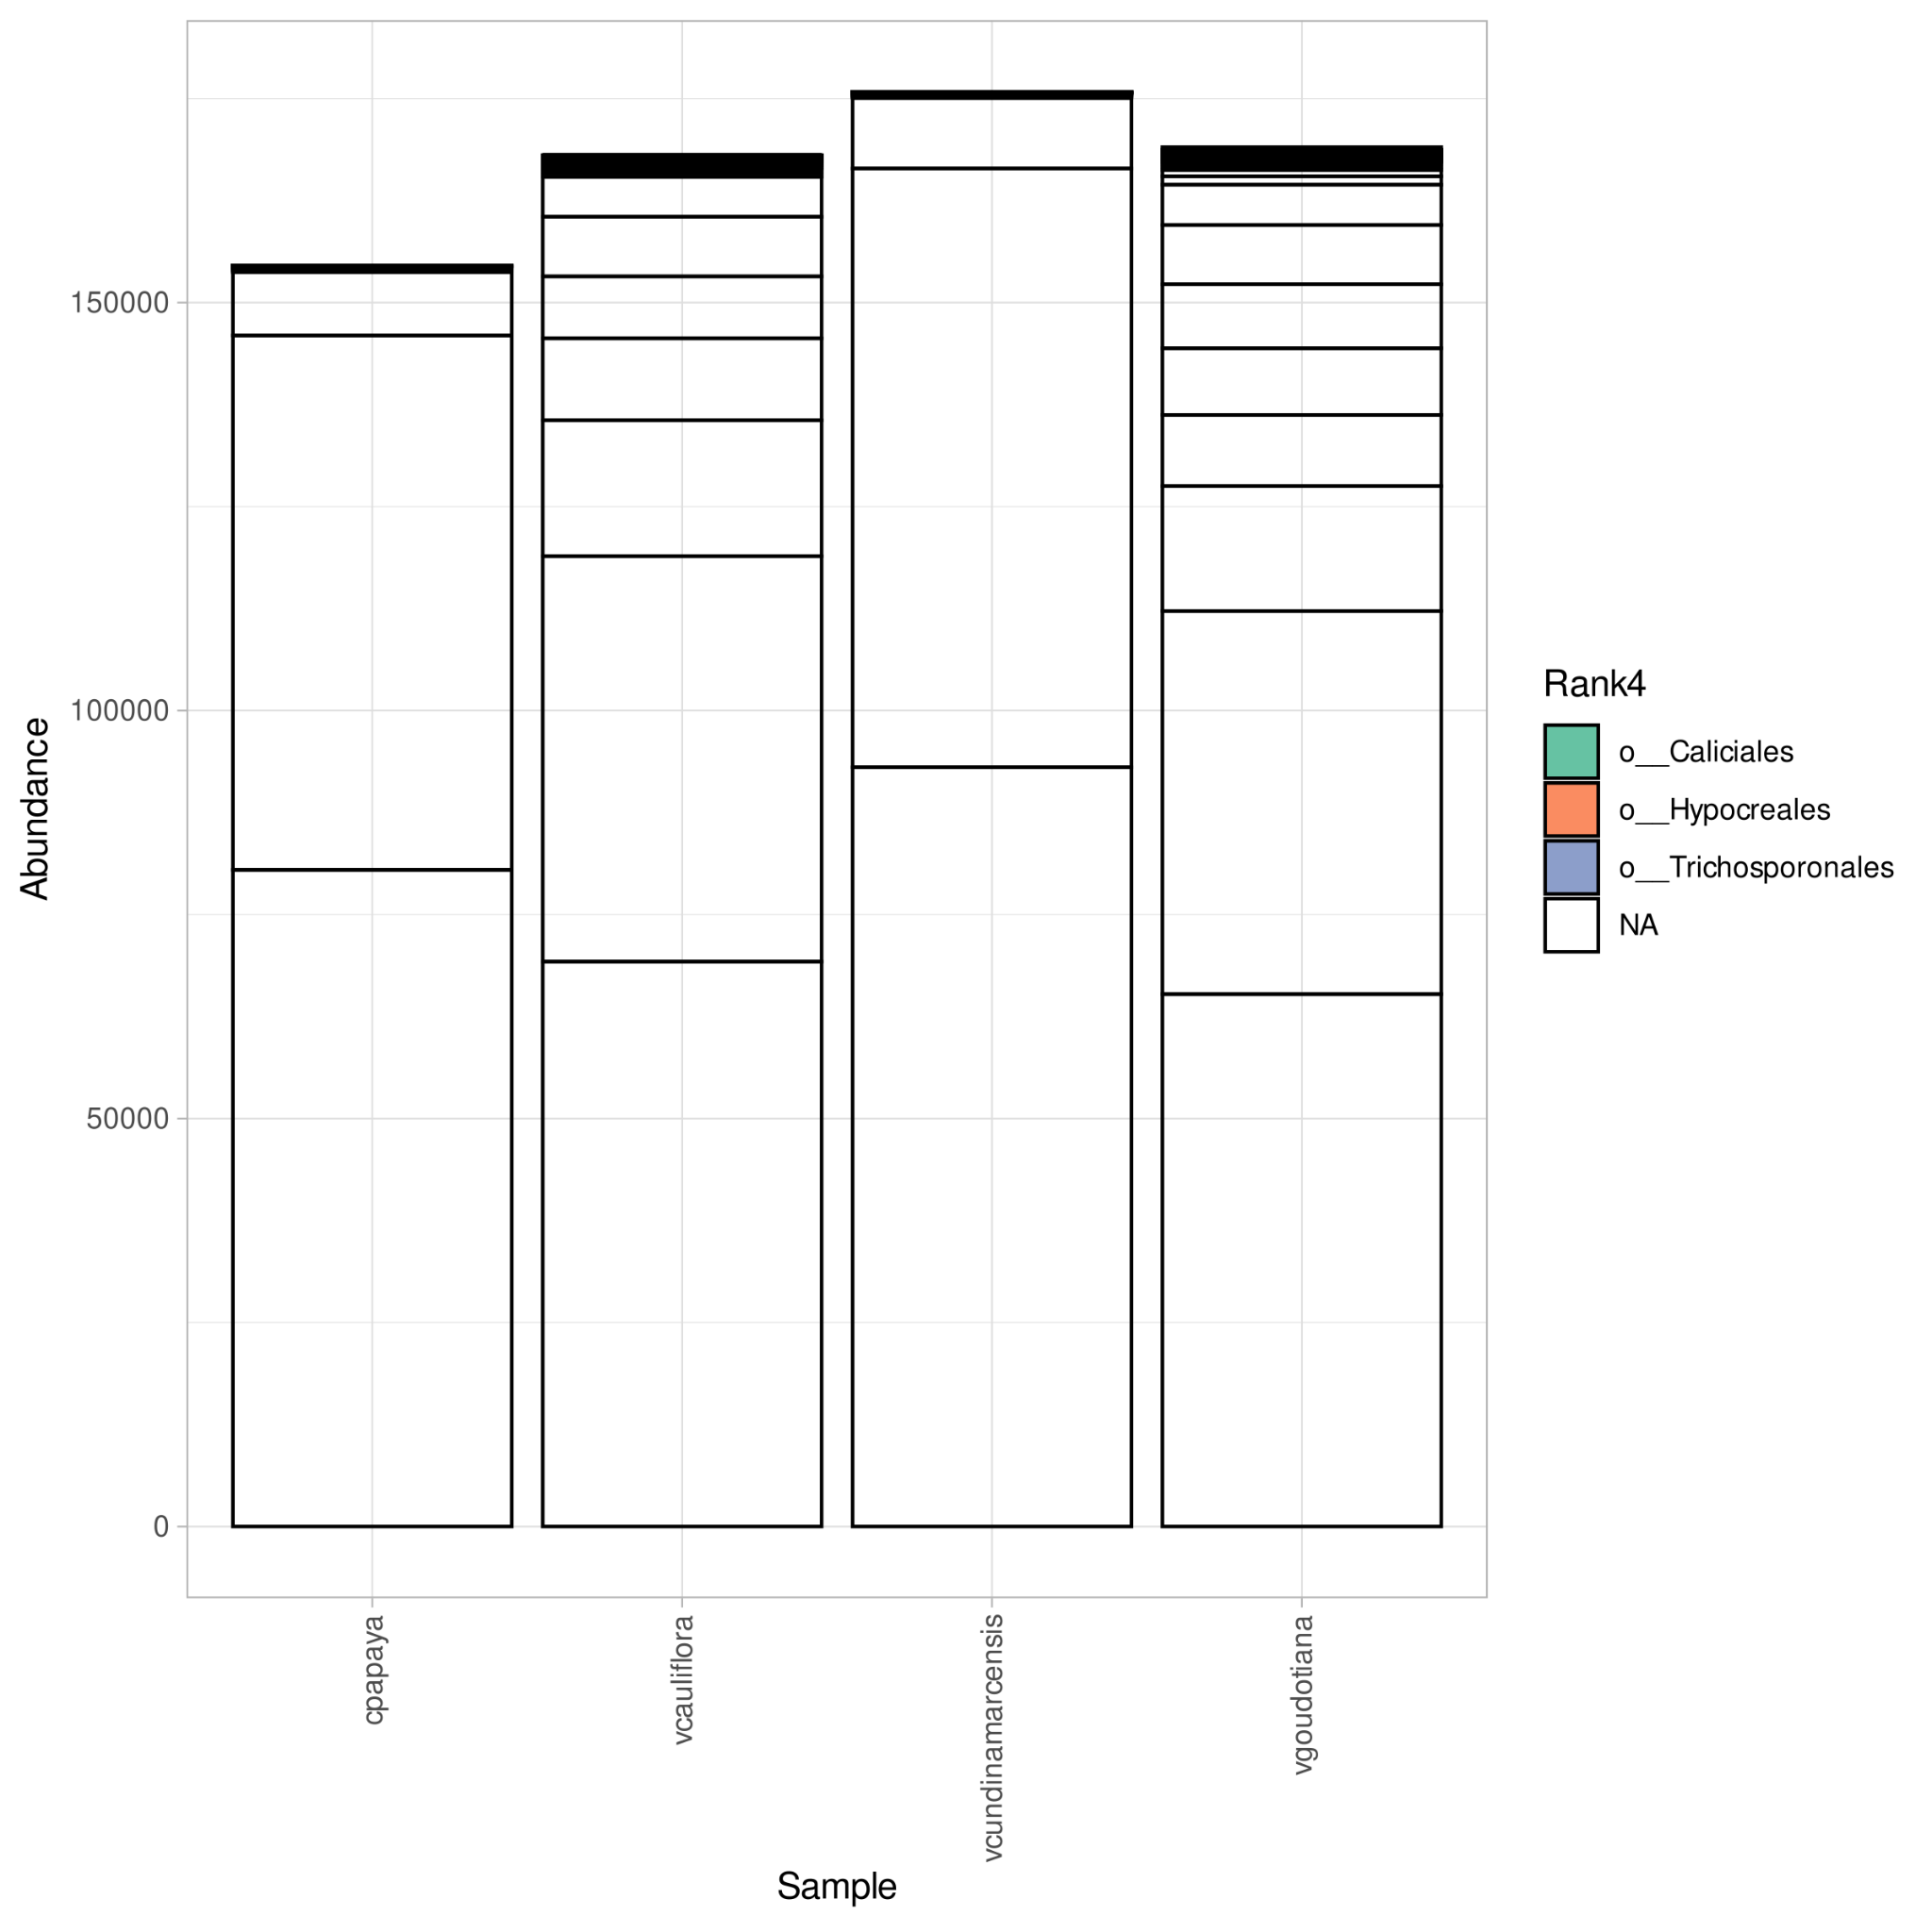 Abundance
150000
100000
50000
0
cpapaya
vcauliflora
vcundinamarcensis
vgoudotiana
Sample
Rank4
o__Caliciales
o__Hypocreales
o__Trichosporonales
NA